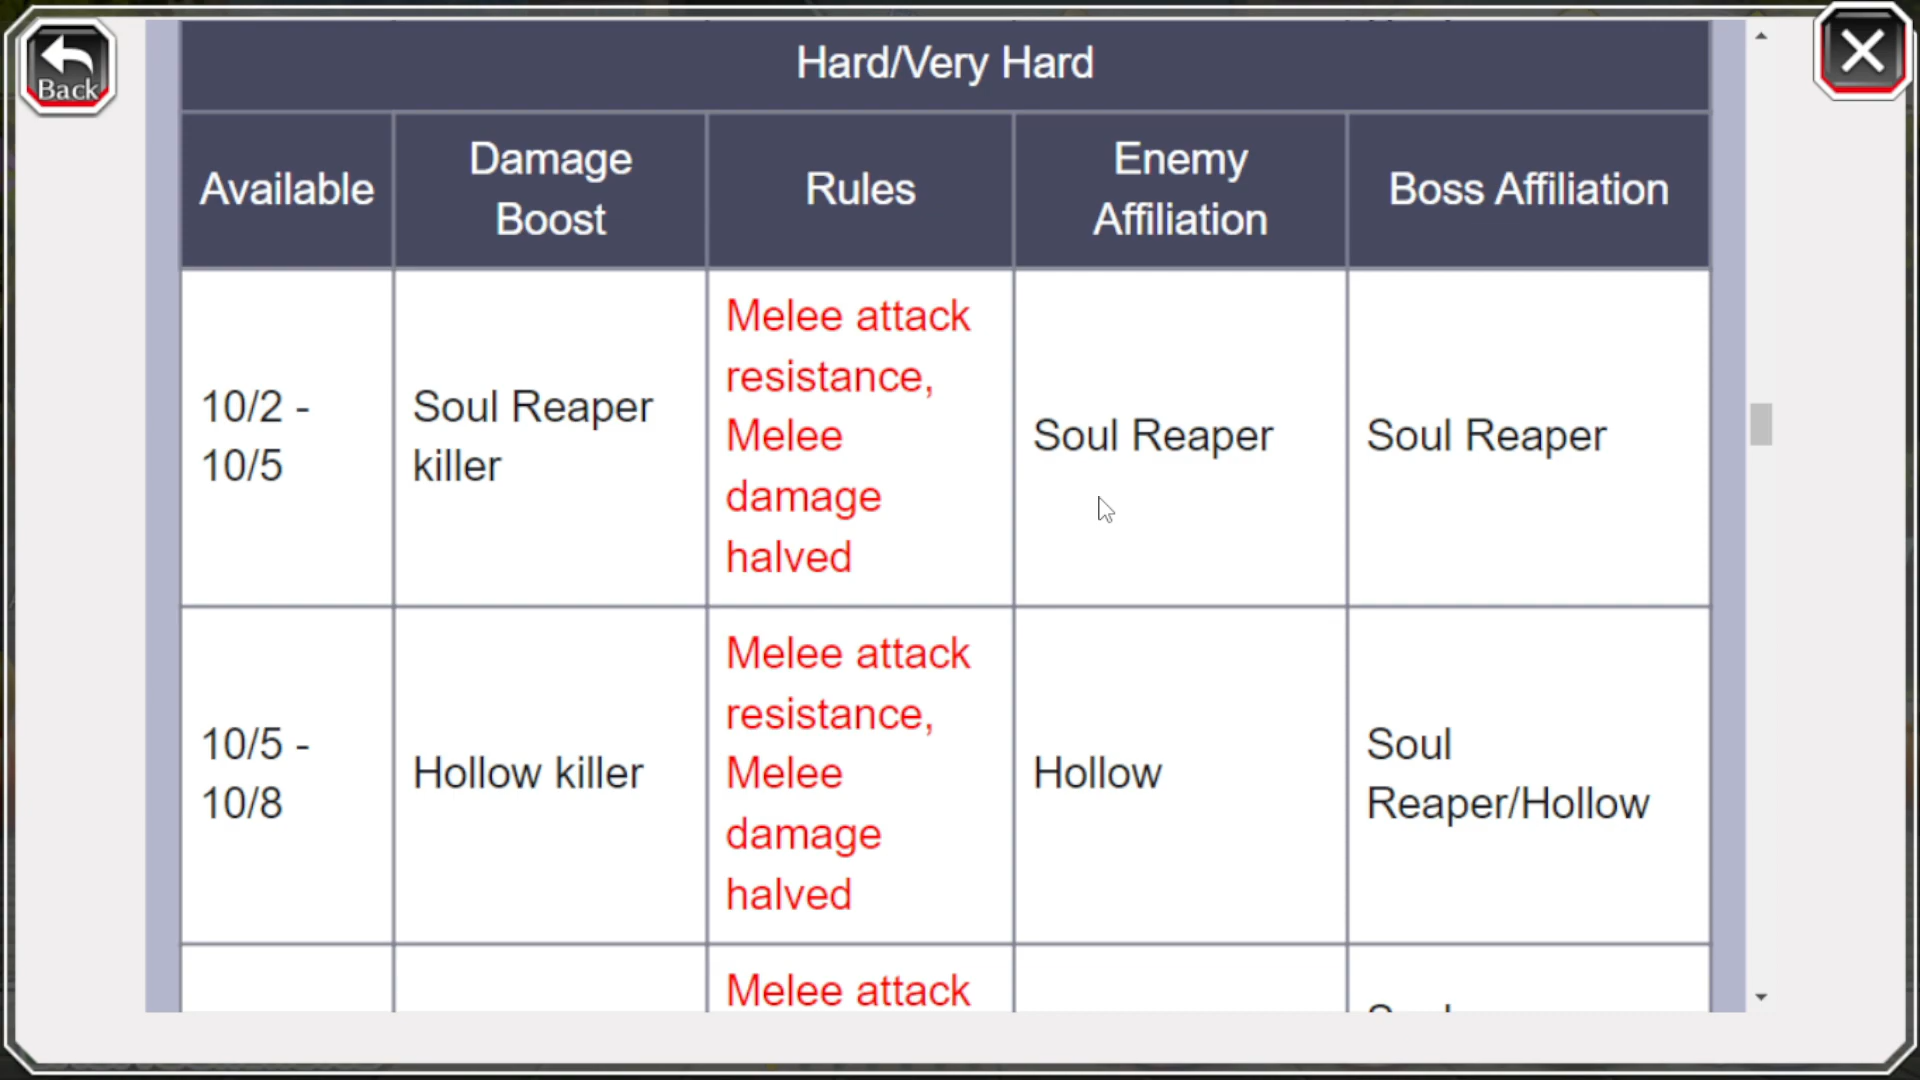 Back
Hard/Very Hard
Available
Damage
Boost
Rules
Enemy
Affiliation
Boss Affiliation
10/2 -
10/5
Soul Reaper
killer
Melee attack
resistance,
Melee
damage
halved
Soul Reaper
Soul Reaper
10/5 -
10/8
Hollow killer
Melee attack
resistance,
Melee
damage
halved
Hollow
Soul
Reaper/Hollow
Melee attack